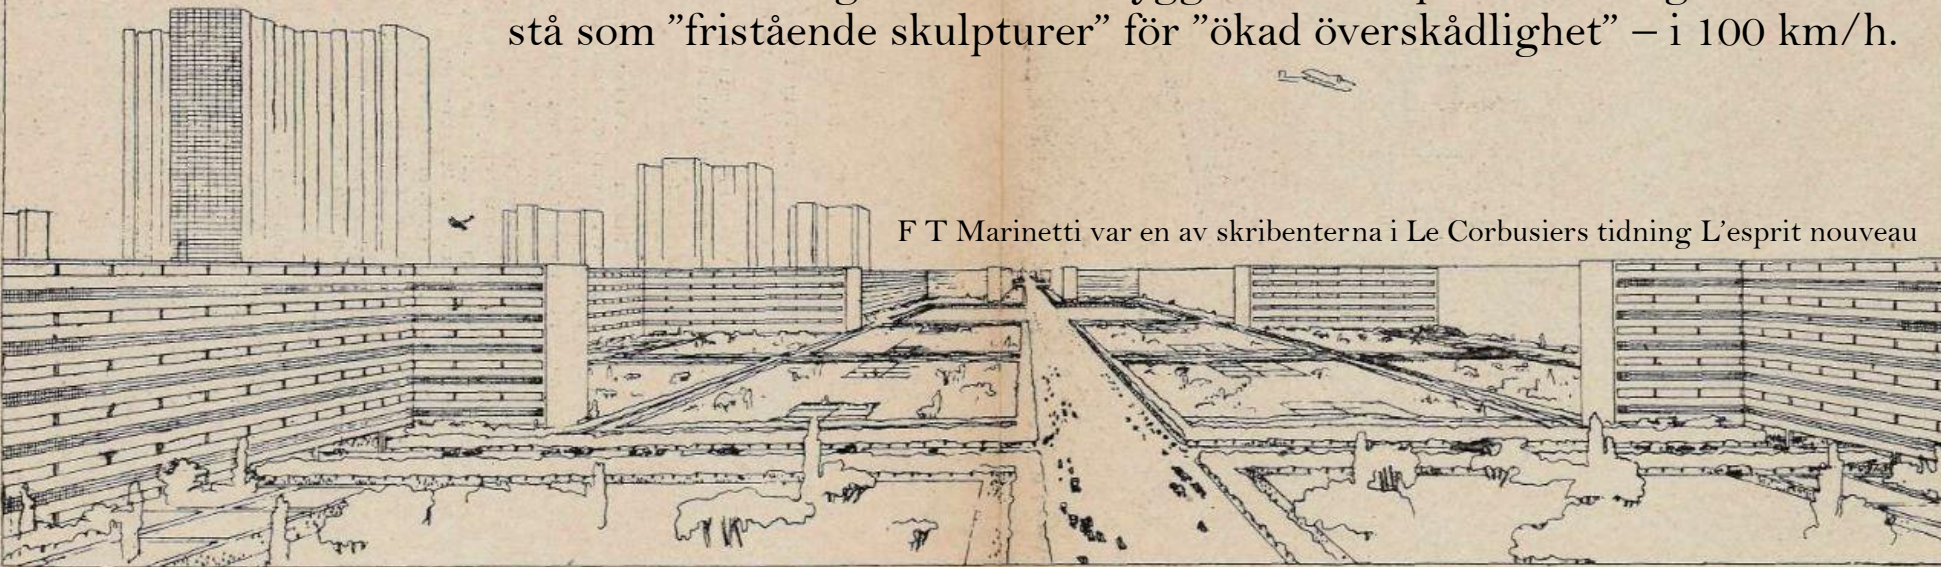 stå som ”fristående skulpturer” för ”ökad överskådlighet” – i 100 km/h.
F T Marinetti var en av skribenterna i Le Corbusiers tidning L’esprit nouveau